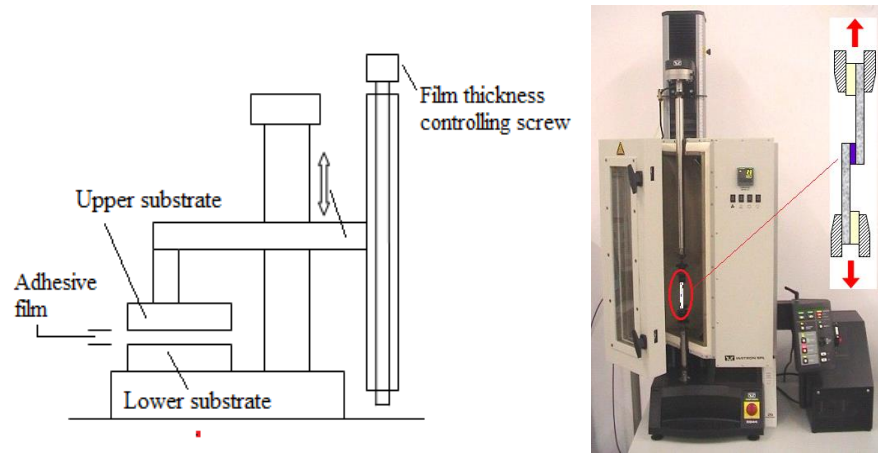 Film thickness
controlling screw
Upper substrate
Adhesive
film
Lower substrate